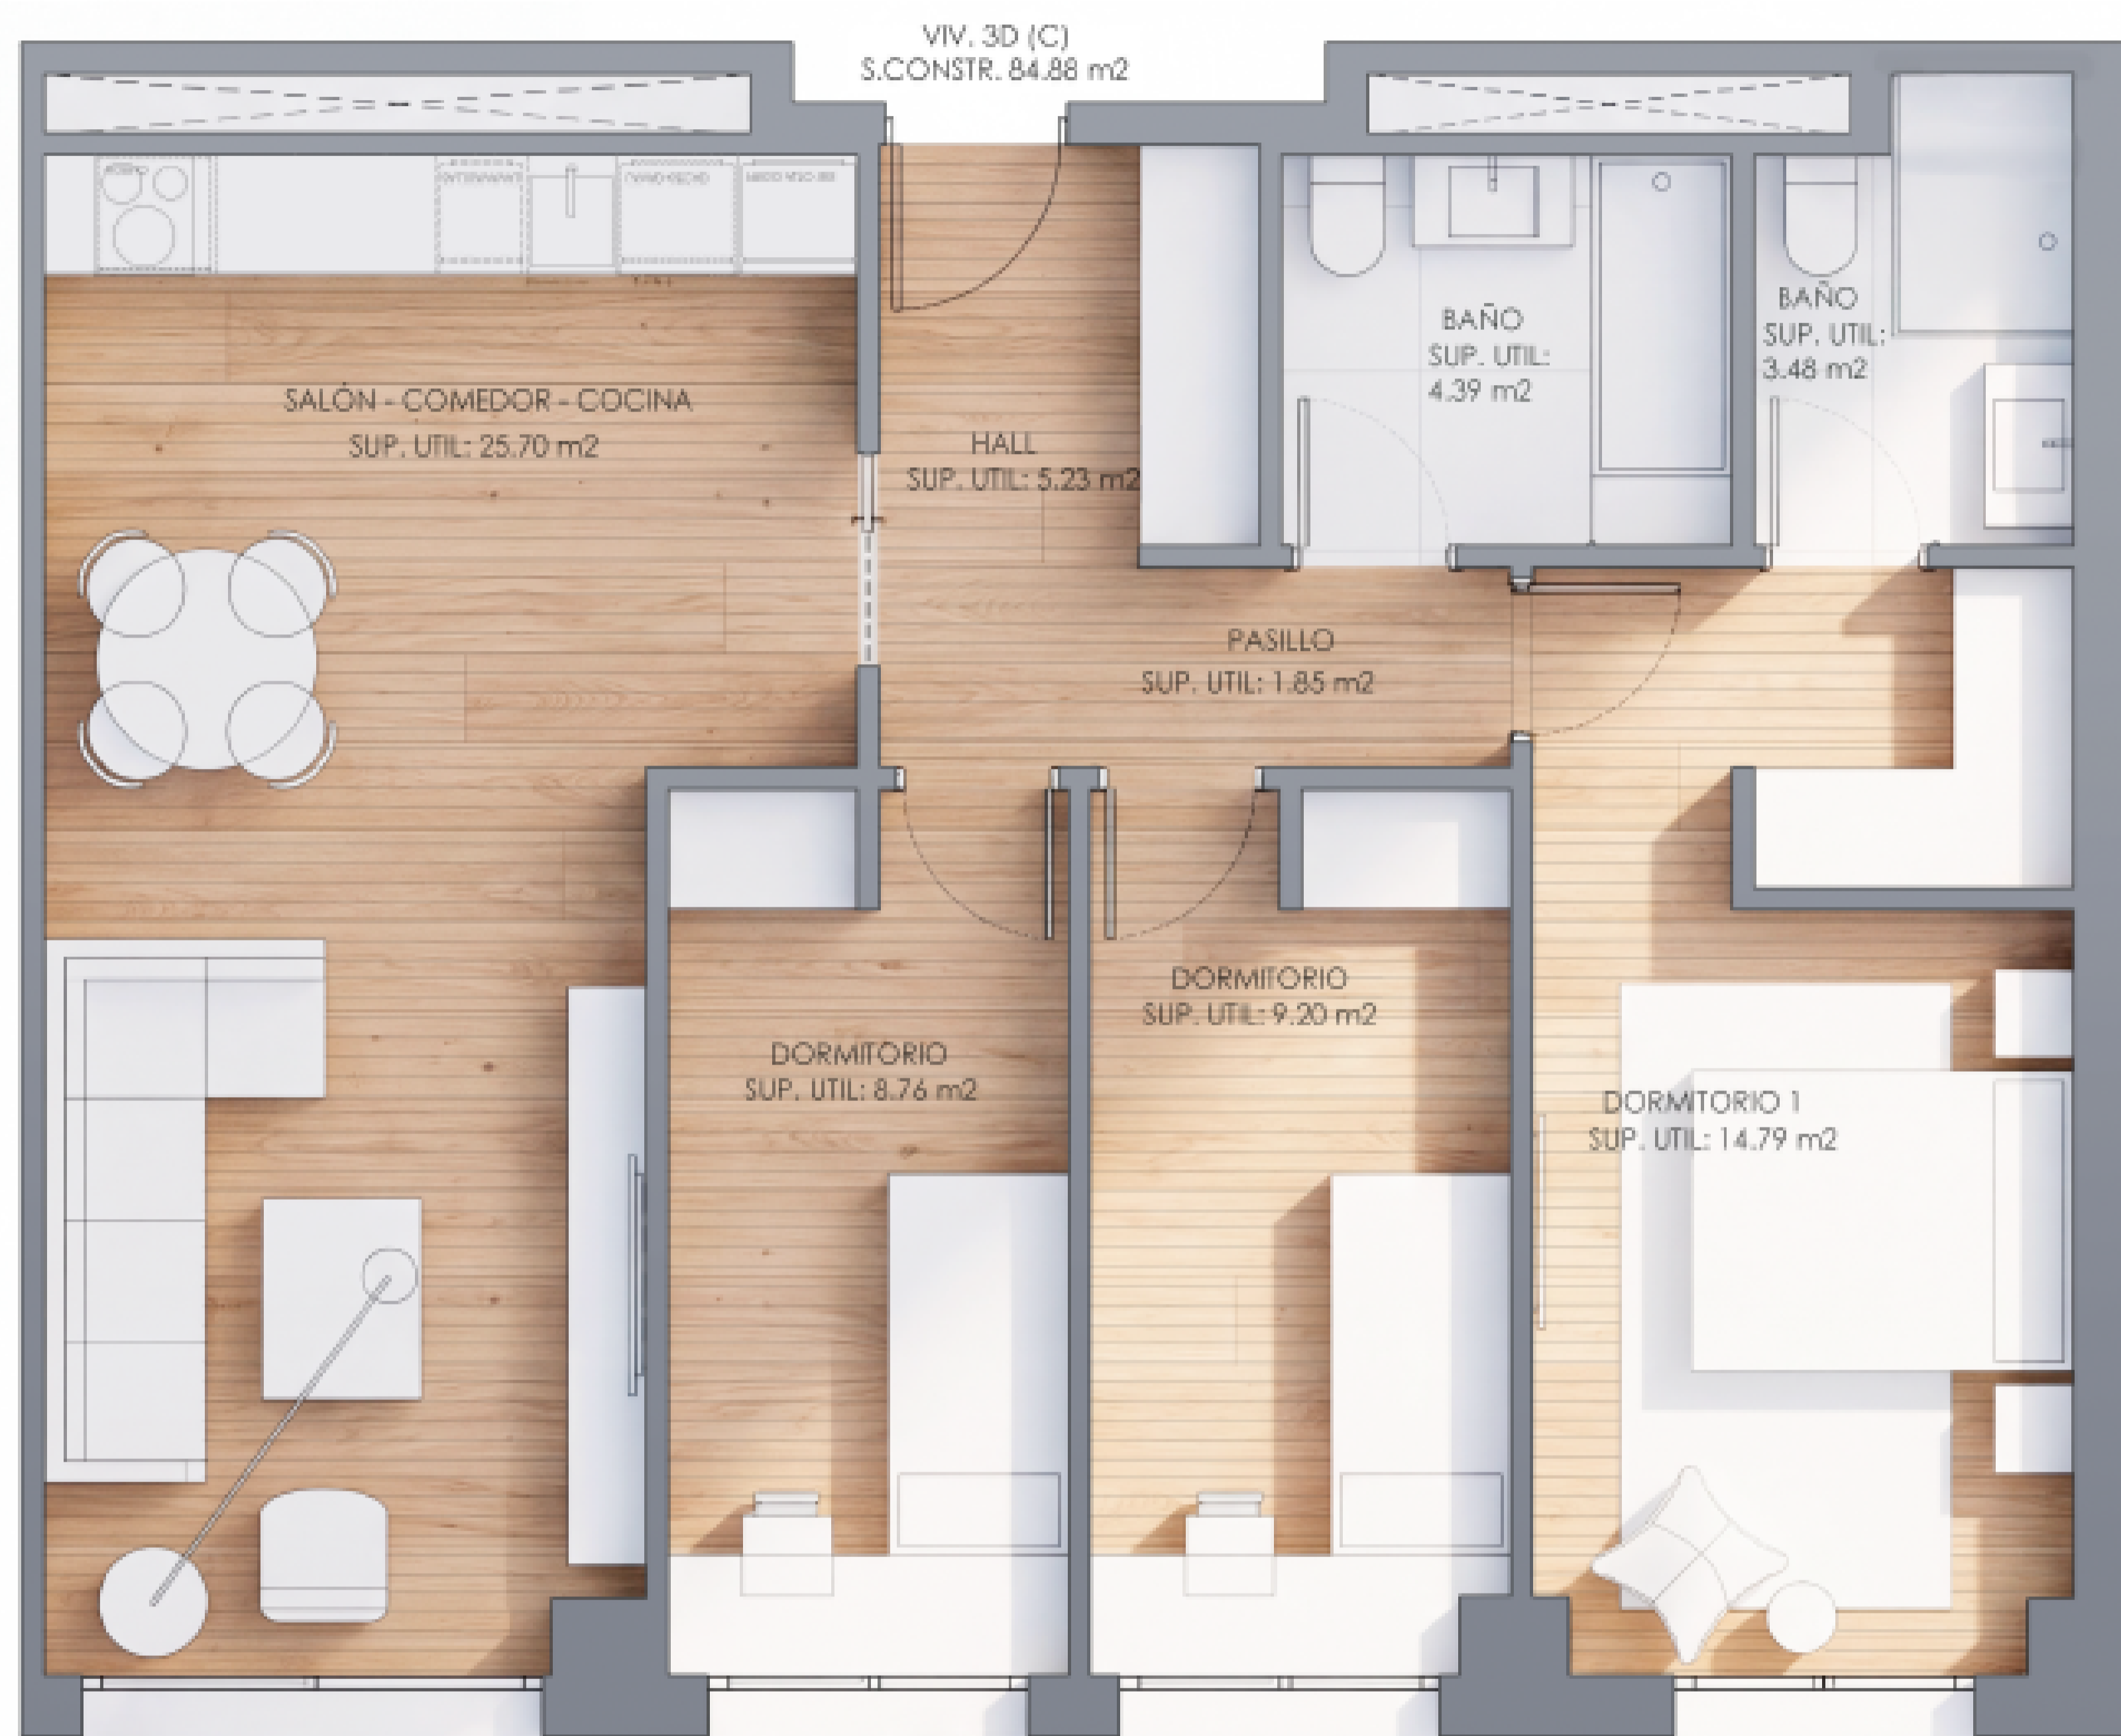 VIV. 3D (C)
S.CONSTR. 84.88 m2
SALÓN - COMEDOR - COCINA
SUP. UTIL: 25.70 m2
HALL
SUP. UTIL: 5.23 m2
BAÑO
SUP. UTIL:
4.39 m2
BAÑO
SUP. UTIL:
3.48 m2
PASILLO
SUP. UTIL: 1.85 m2
DORMITORIO
SUP. UTIL: 8.76 m2
DORMITORIO
SUP. UTIL: 9.20 m2
DORMITORIO 1
SUP. UTIL: 14.79 m2